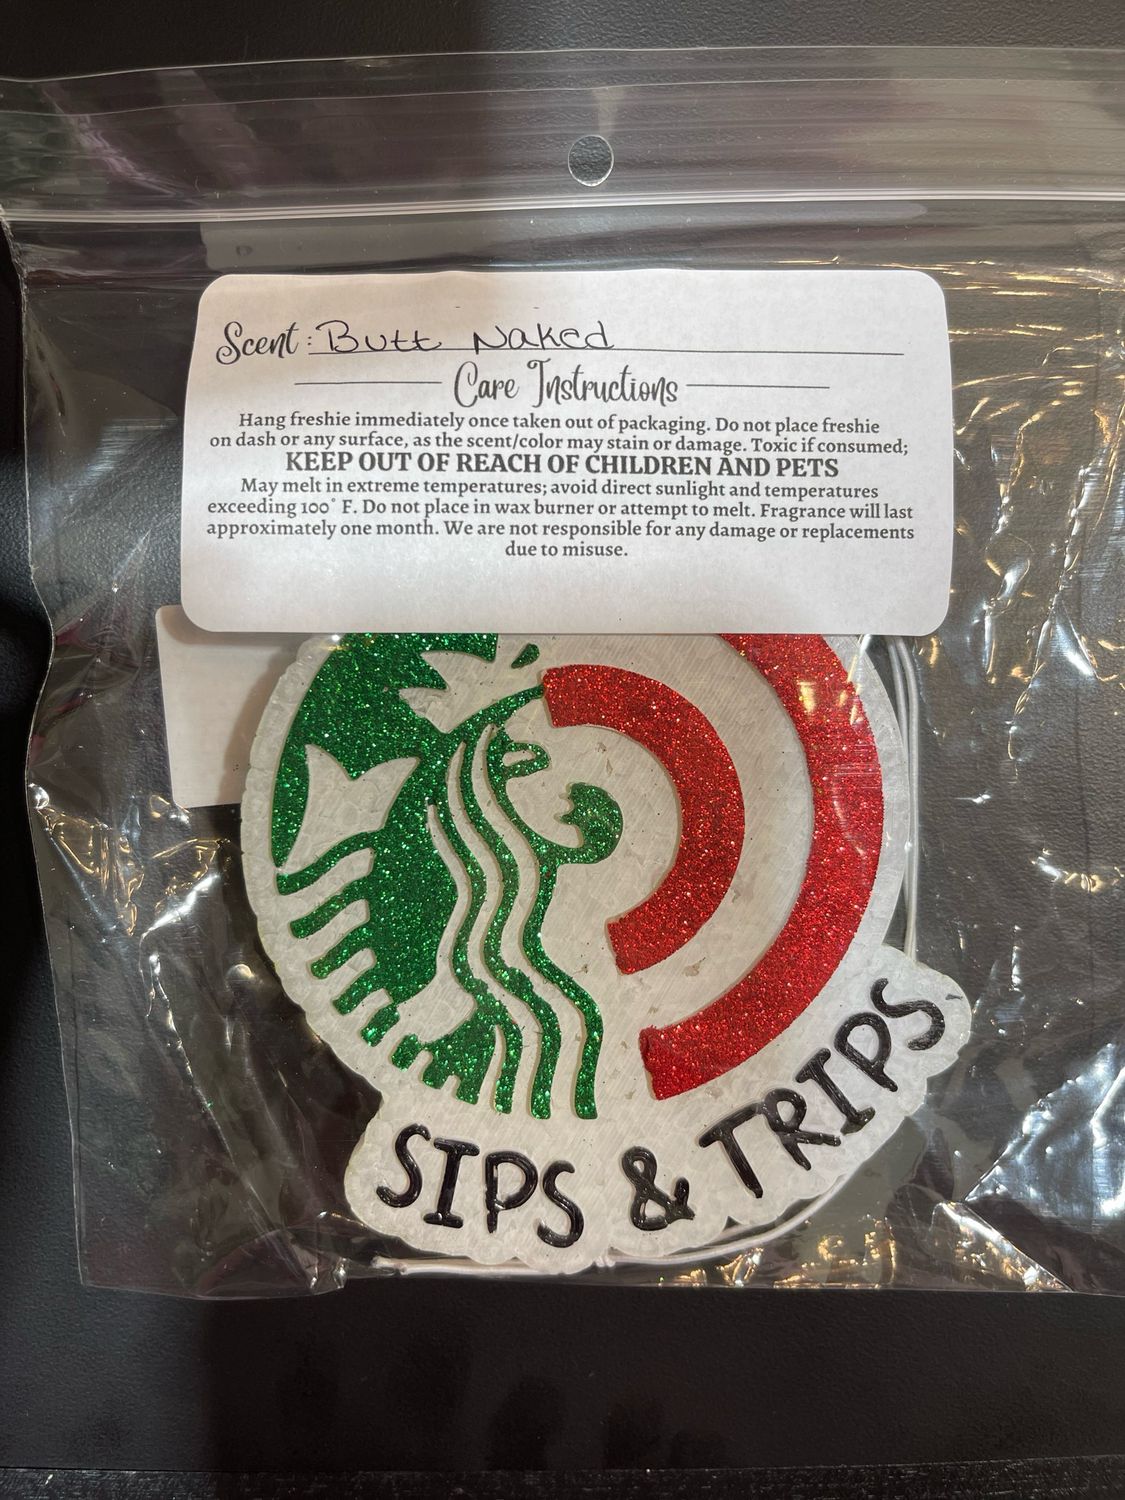 Scent: Butt Naked
Care Instructions
Hang freshie immediately once taken out of packaging. Do not place freshie
on dash or any surface, as the scent/color may stain or damage. Toxic if consumed;
KEEP OUT OF REACH OF CHILDREN AND PETS
May melt in extreme temperatures; avoid direct sunlight and temperatures
exceeding 100° F. Do not place in wax burner or attempt to melt. Fragrance will last
approximately one month. We are not responsible for any damage or replacements
due to misuse.
SIPS & TRIPS